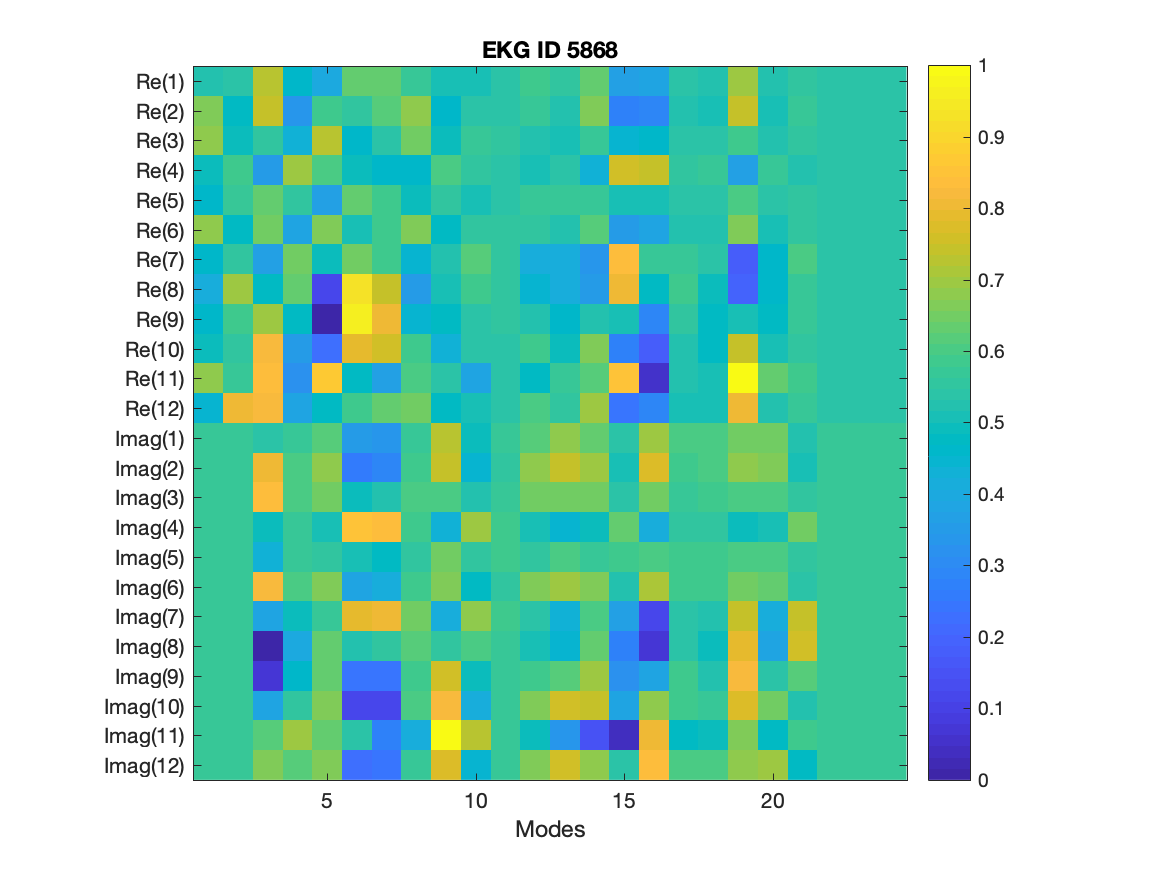 EKG ID 5868
Re(1)
Re(2)
Re(3)
Re(4)
Re(5)
Re(6)
Re(7)
Re(8)
Re(9)
Re(10)
Re(11)
Re(12)
Imag(1)
Imag(2)
Imag(3)
Imag(4)
Imag(5)
Imag(6)
Imag(7)
Imag(8)
Imag(9)
Imag(10)
Imag(11)
Imag(12)
5 10 15 20
Modes
1
0.9
0.8
0.7
0.6
0.5
0.4
0.3
0.2
0.1
0